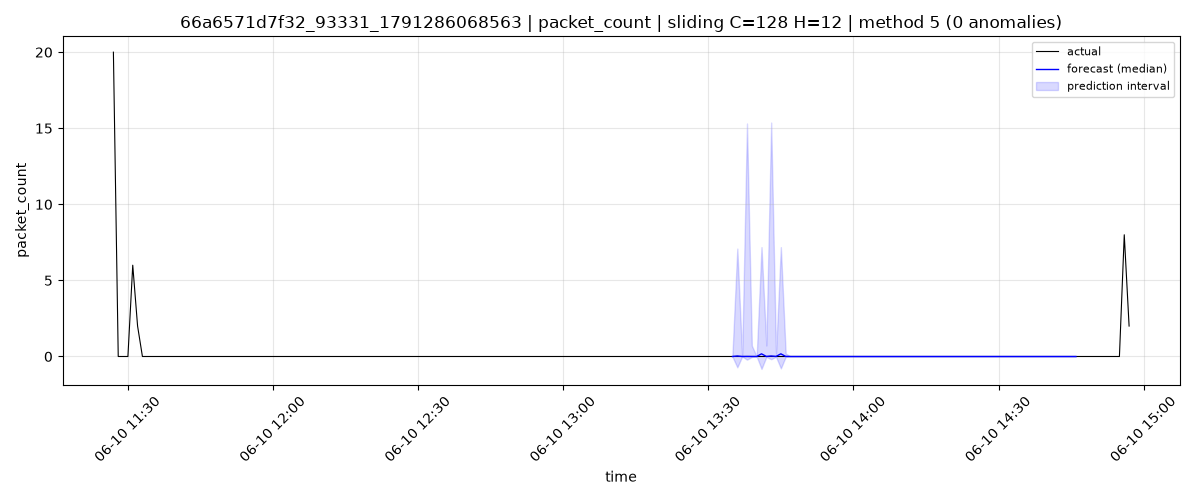 66a6571d7f32_93331_1791286068563 | packet_count | sliding C=128 H=12 | method 5 (0 anomalies)
actual
forecast (median)
prediction interval
20
15
10
5
0
packet_count
06-10 11:30
06-10 12:00
06-10 12:30
06-10 13:00
06-10 13:30
06-10 14:00
06-10 14:30
06-10 15:00
time